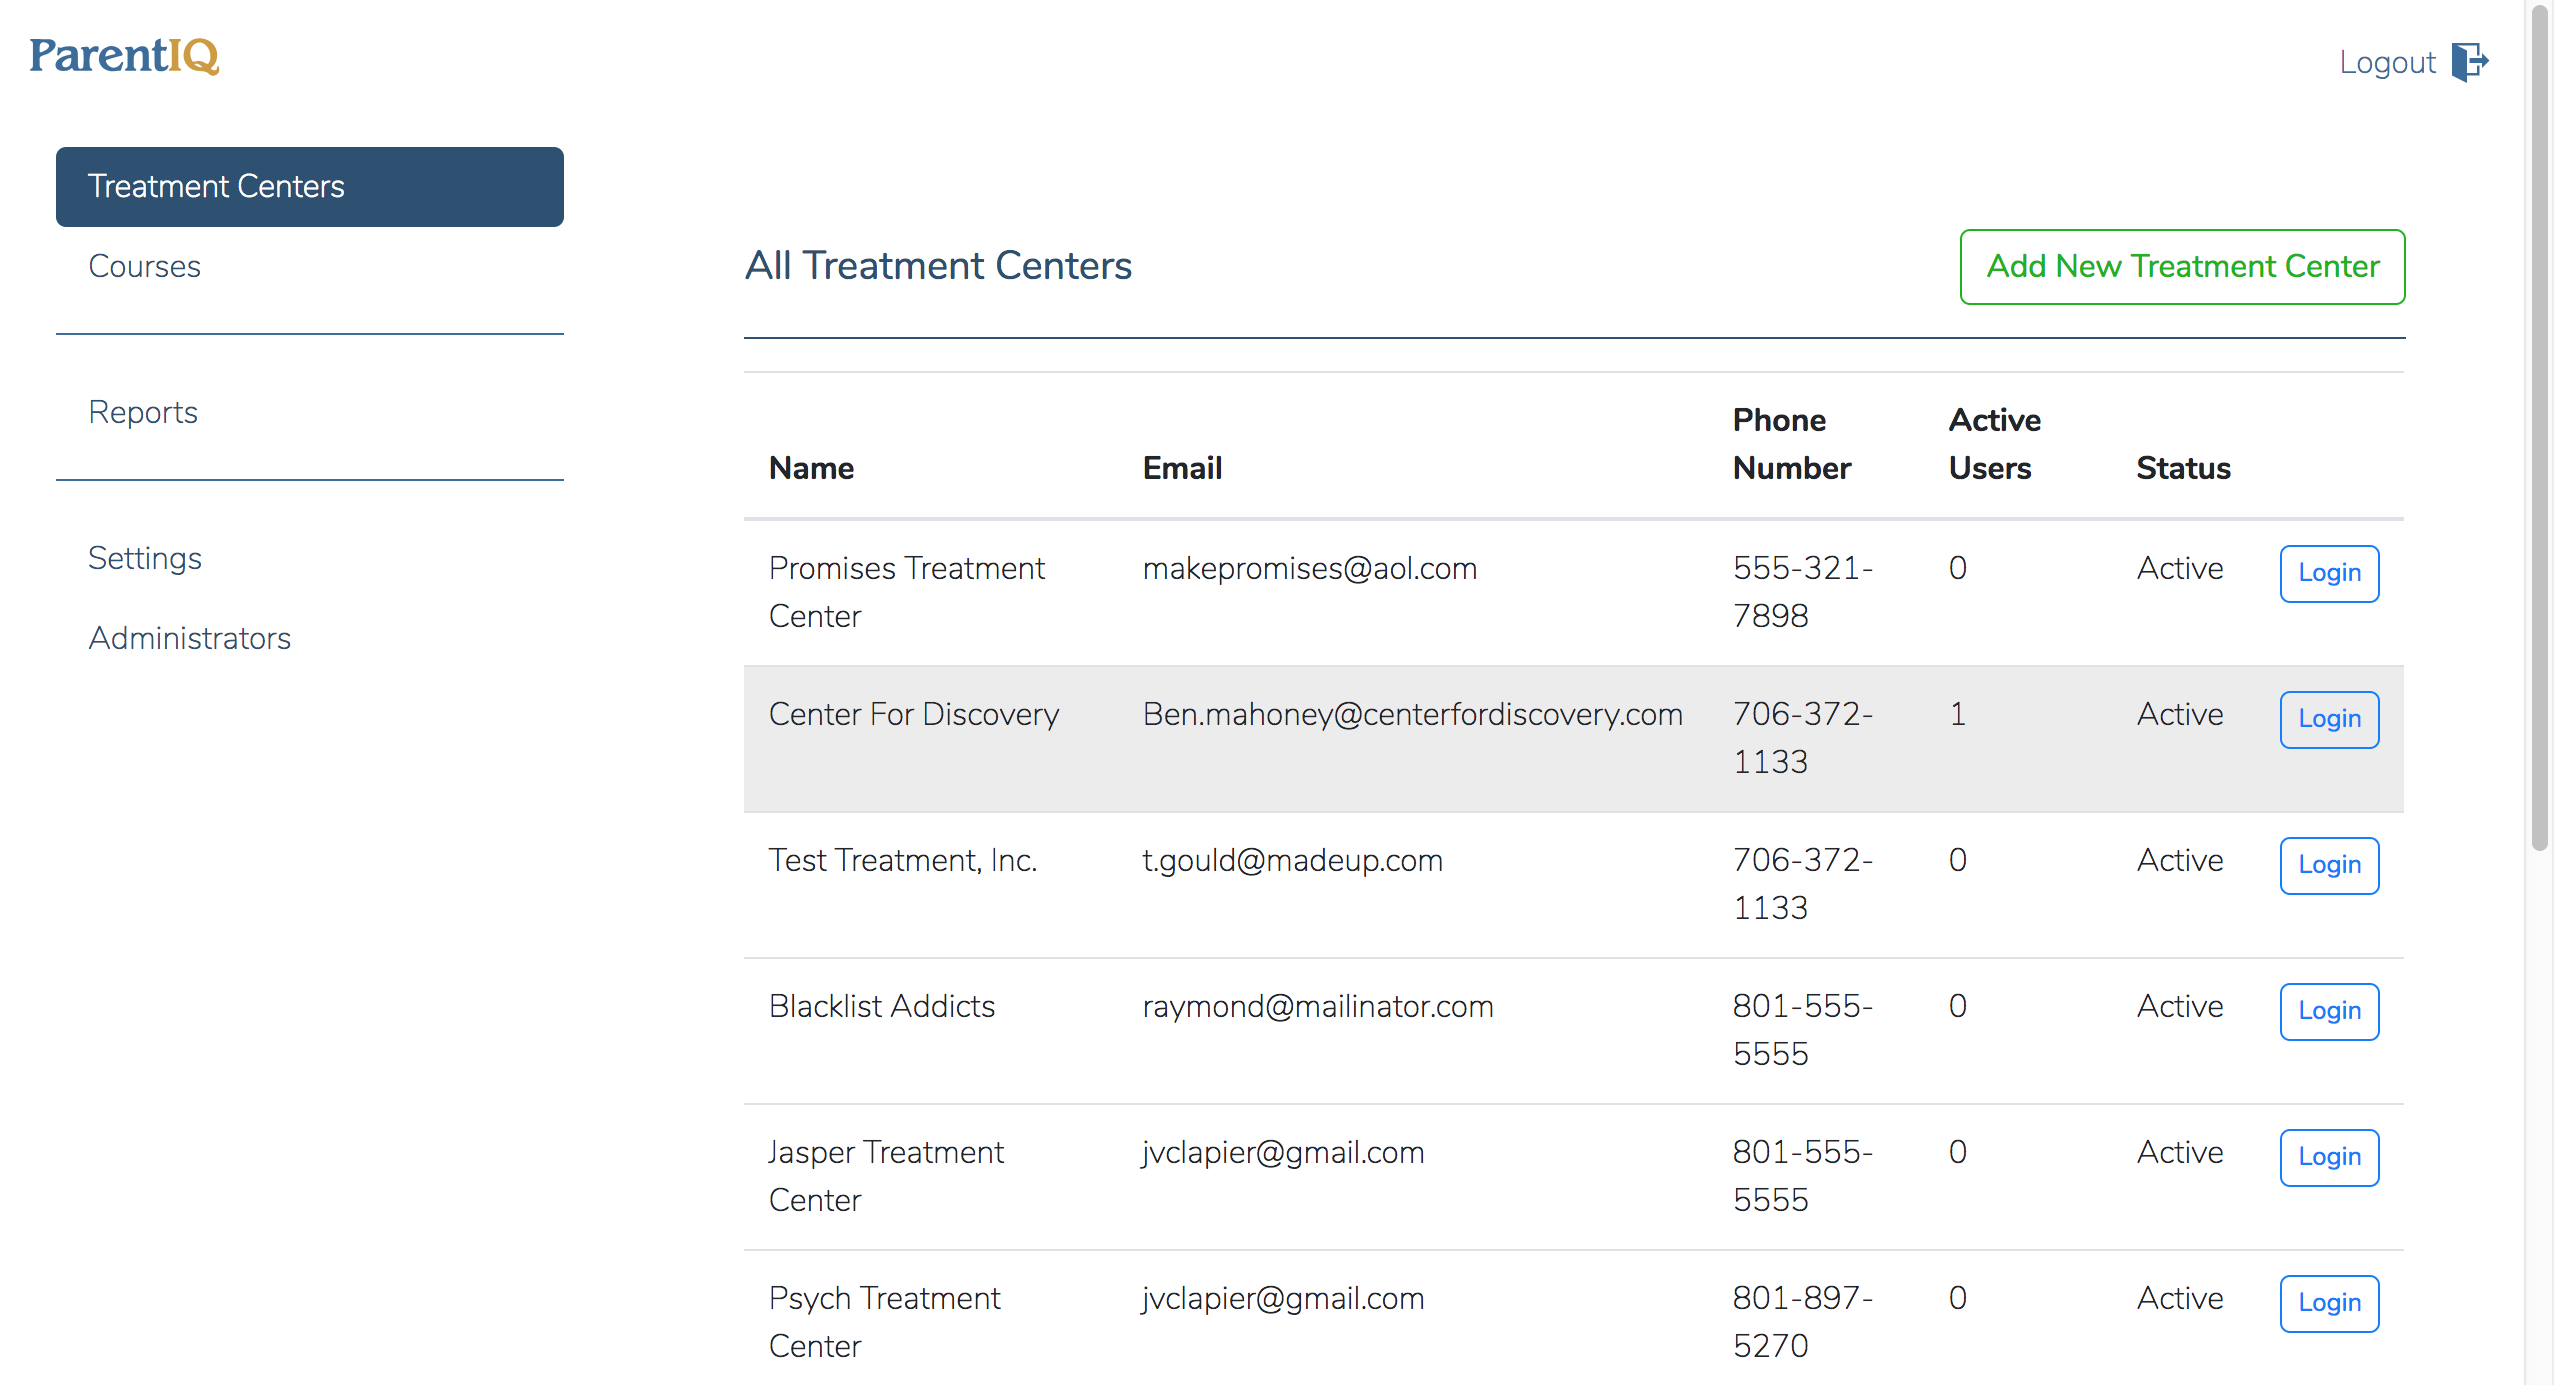 ParentIQ
Logout
Treatment Centers
Courses
Reports
Settings
Administrators
All Treatment Centers
Add New Treatment Center
Name Email Phone Number Active Users Status
Promises Treatment Center makepromises@aol.com 555-321-7898 0 Active Login
Center For Discovery Ben.mahoney@centerfordiscovery.com 706-372-1133 1 Active Login
Test Treatment, Inc. t.gould@madeup.com 706-372-1133 0 Active Login
Blacklist Addicts raymond@mailinator.com 801-555-5555 0 Active Login
Jasper Treatment Center jvclapier@gmail.com 801-555-5555 0 Active Login
Psych Treatment Center jvclapier@gmail.com 801-897-5270 0 Active Login